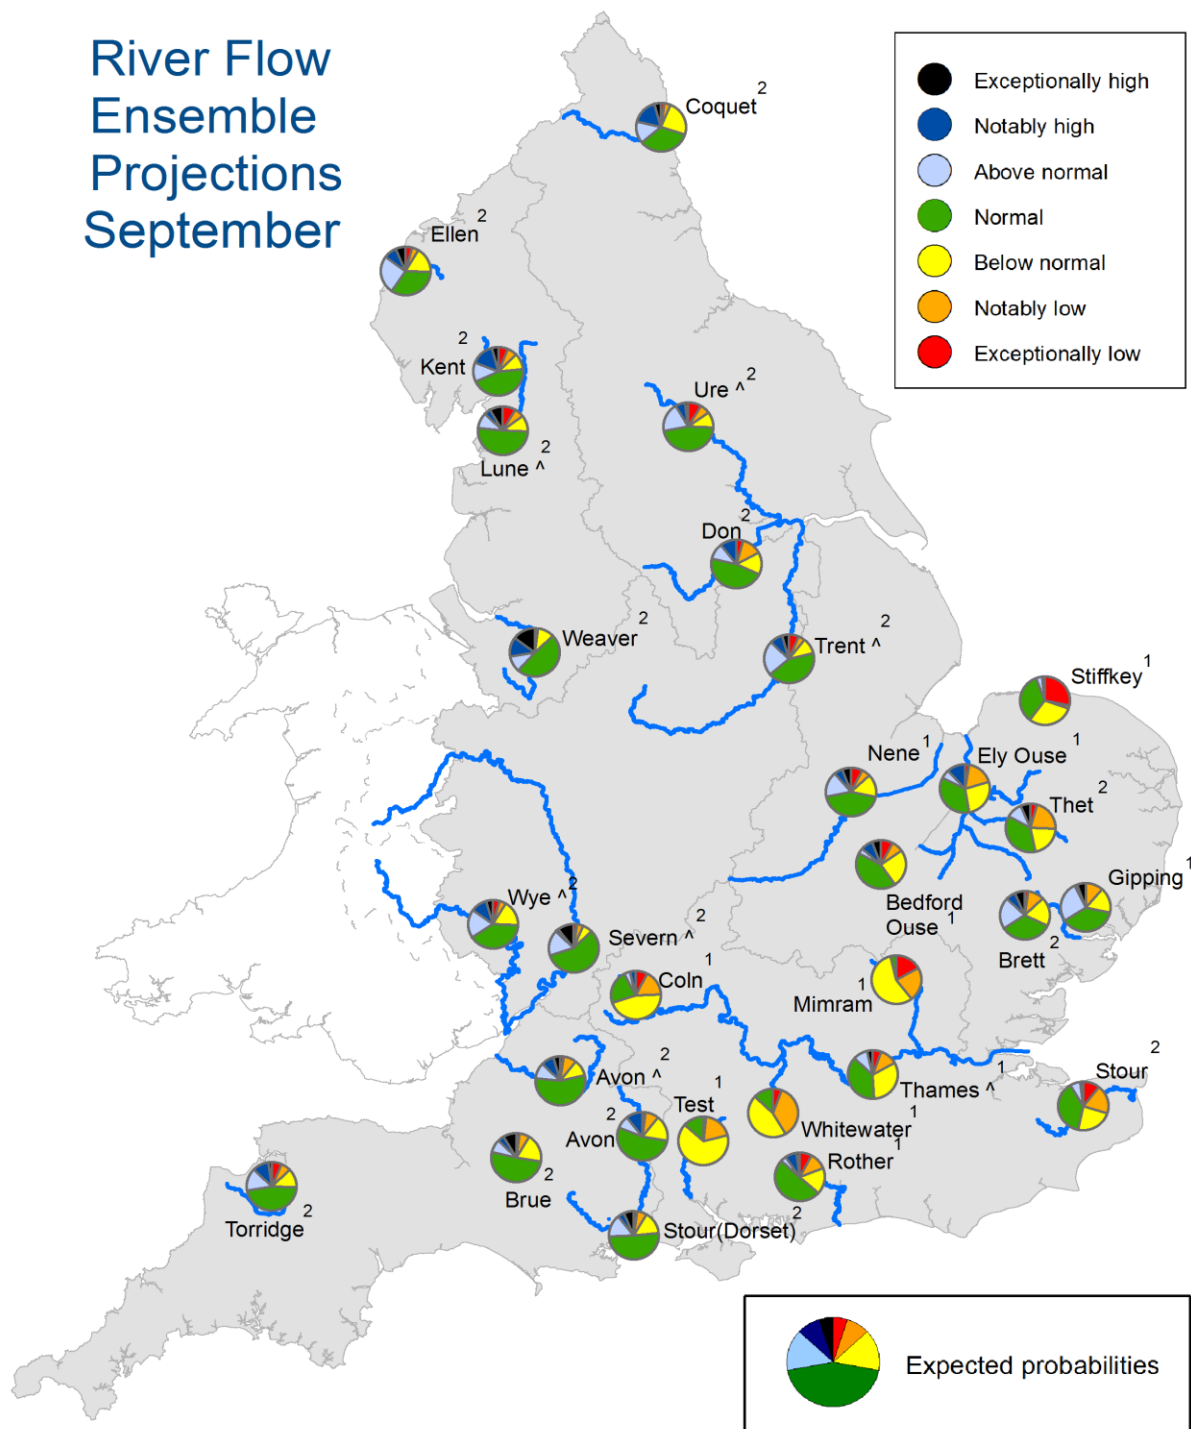 River Flow
Ensemble
Projections
September
Exceptionally high
Notably high
Above normal
Normal
Below normal
Notably low
Exceptionally low
Coquet 2
Ellen 2
Kent 2
Lune ^ 2
Ure ^ 2
Don 2
Weaver 2
Trent ^ 2
Stiffkey 1
Nene 1
Ely Ouse 1
Thet 2
Gipping 1
Bedford
Ouse 1
Brett 2
Wye ^ 2
Severn ^ 2
Coln 1
Mimram 1
Avon ^ 2
Thames ^ 1
Stour 2
Avon 2
Test 1
Whitewater 1
Rother 1
Brue 2
Torridge 2
Stour(Dorset) 2
Expected probabilities